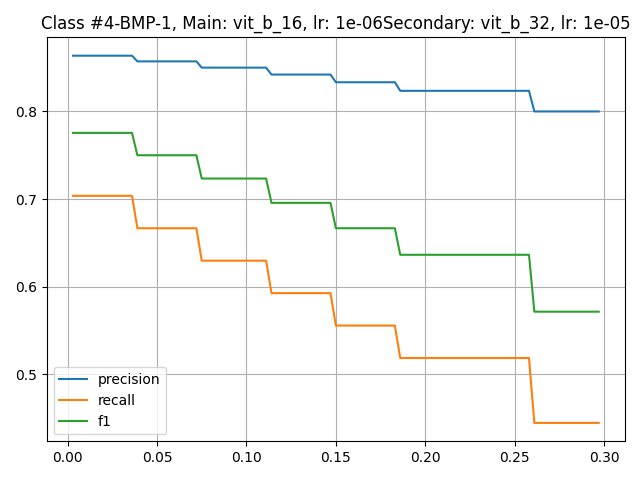 Class #4-BMP-1, Main: vit_b_16, lr: 1e-06Secondary: vit_b_32, lr: 1e-05
0.8
0.7
0.6
0.5
precision
recall
f1
0.00 0.05 0.10 0.15 0.20 0.25 0.30